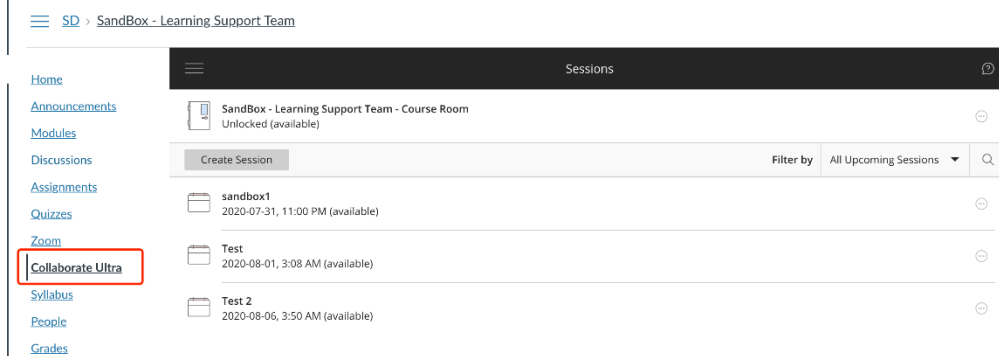 SD > SandBox - Learning Support Team
Home
Announcements
Modules
Discussions
Assignments
Quizzes
Zoom
Collaborate Ultra
Syllabus
People
Grades
Sessions
SandBox - Learning Support Team - Course Room
Unlocked (available)
Create Session
Filter by All Upcoming Sessions
sandbox1
2020-07-31, 11:00 PM (available)
Test
2020-08-01, 3:08 AM (available)
Test 2
2020-08-06, 3:50 AM (available)